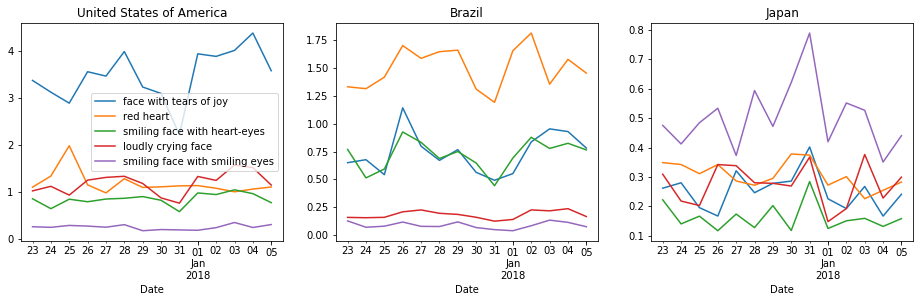 United States of America
4
3
2
1
0
face with tears of joy
red heart
smiling face with heart-eyes
loudly crying face
smiling face with smiling eyes
23 24 25 26 27 28 29 30 31 01 02 03 04 05
Jan
2018
Date
Brazil
1.75
1.50
1.25
1.00
0.75
0.50
0.25
0.00
23 24 25 26 27 28 29 30 31 01 02 03 04 05
Jan
2018
Date
Japan
0.8
0.7
0.6
0.5
0.4
0.3
0.2
0.1
23 24 25 26 27 28 29 30 31 01 02 03 04 05
Jan
2018
Date